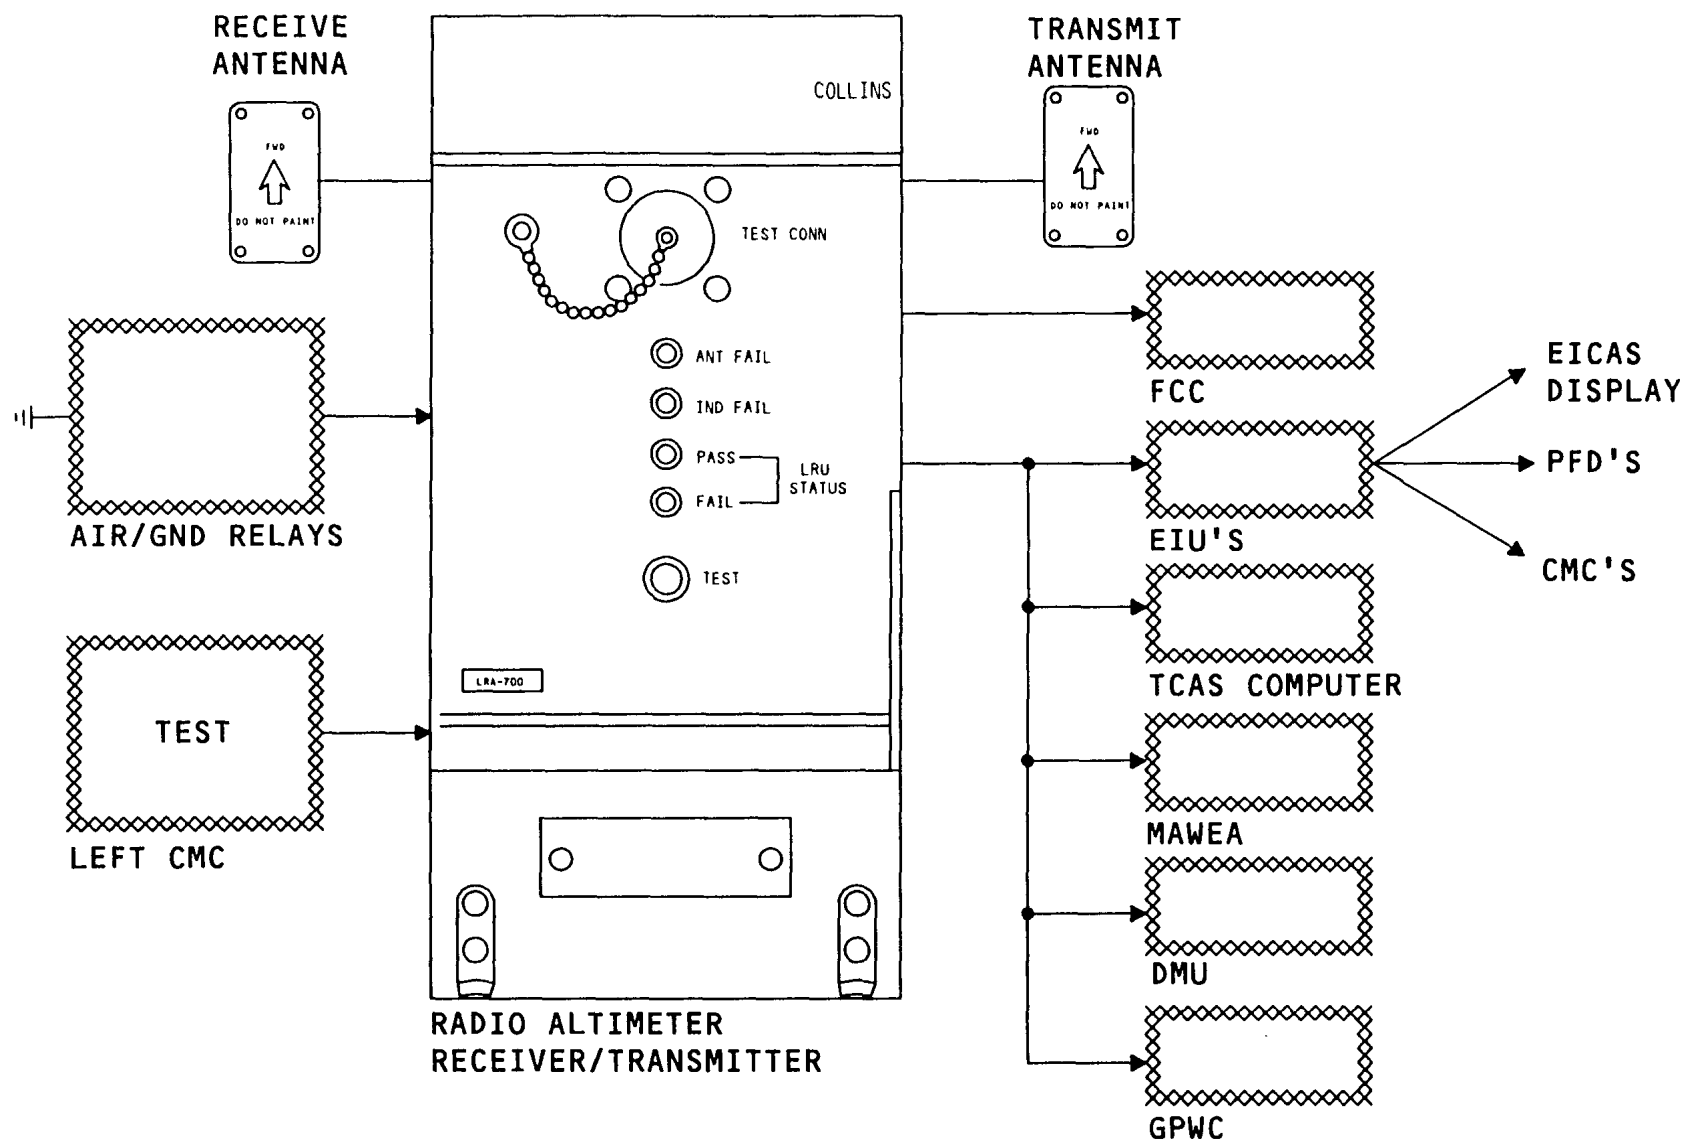 RECEIVE
ANTENNA
FWD
DO NOT PAINT
COLLINS
TRANSMIT
ANTENNA
FWD
DO NOT PAINT
TEST CONN
ANT FAIL
IND FAIL
PASS
FAIL
LRU
STATUS
TEST
LRA-700
AIR/GND RELAYS
TEST
LEFT CMC
RADIO ALTIMETER
RECEIVER/TRANSMITTER
FCC
EIU'S
EICAS
DISPLAY
PFD'S
CMC'S
TCAS COMPUTER
MAWEA
DMU
GPWC